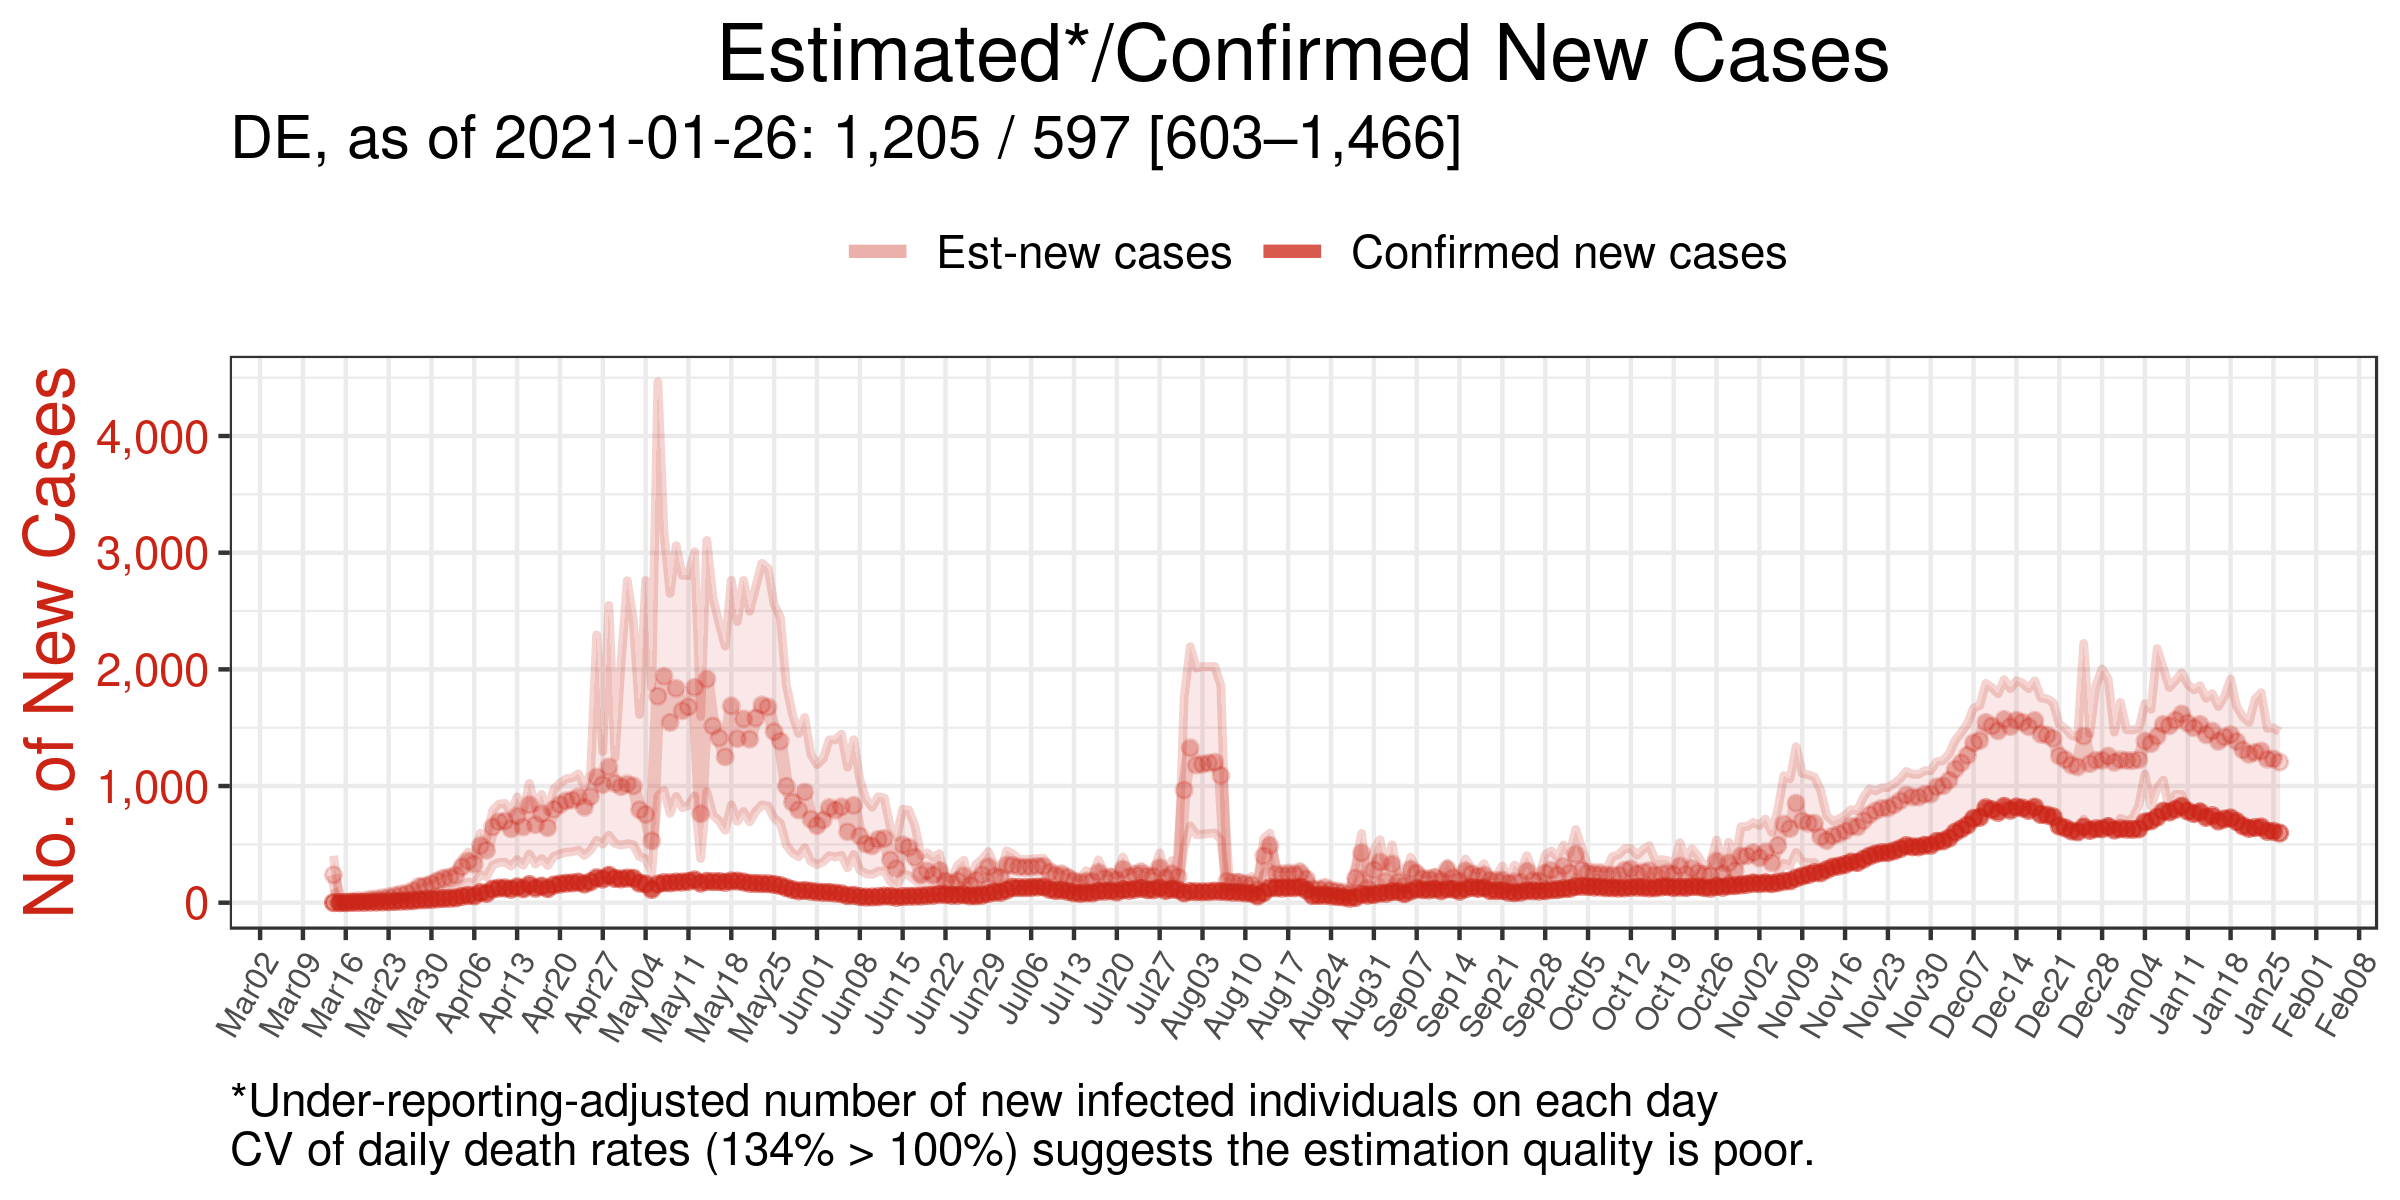 Estimated*/Confirmed New Cases
DE, as of 2021-01-26: 1,205 / 597 [603–1,466]
Est-new cases Confirmed new cases
No. of New Cases
4,000
3,000
2,000
1,000
0
Mar02 Mar09 Mar16 Mar23 Mar30 Apr06 Apr13 Apr20 Apr27 May04 May11 May18 May25 Jun01 Jun08 Jun15 Jun22 Jun29 Jul06 Jul13 Jul20 Jul27 Aug03 Aug10 Aug17 Aug24 Aug31 Sep07 Sep14 Sep21 Sep28 Oct05 Oct12 Oct19 Oct26 Nov02 Nov09 Nov16 Nov23 Nov30 Dec07 Dec14 Dec21 Dec28 Jan04 Jan11 Jan18 Jan25 Feb01 Feb08
*Under-reporting-adjusted number of new infected individuals on each day
CV of daily death rates (134% > 100%) suggests the estimation quality is poor.